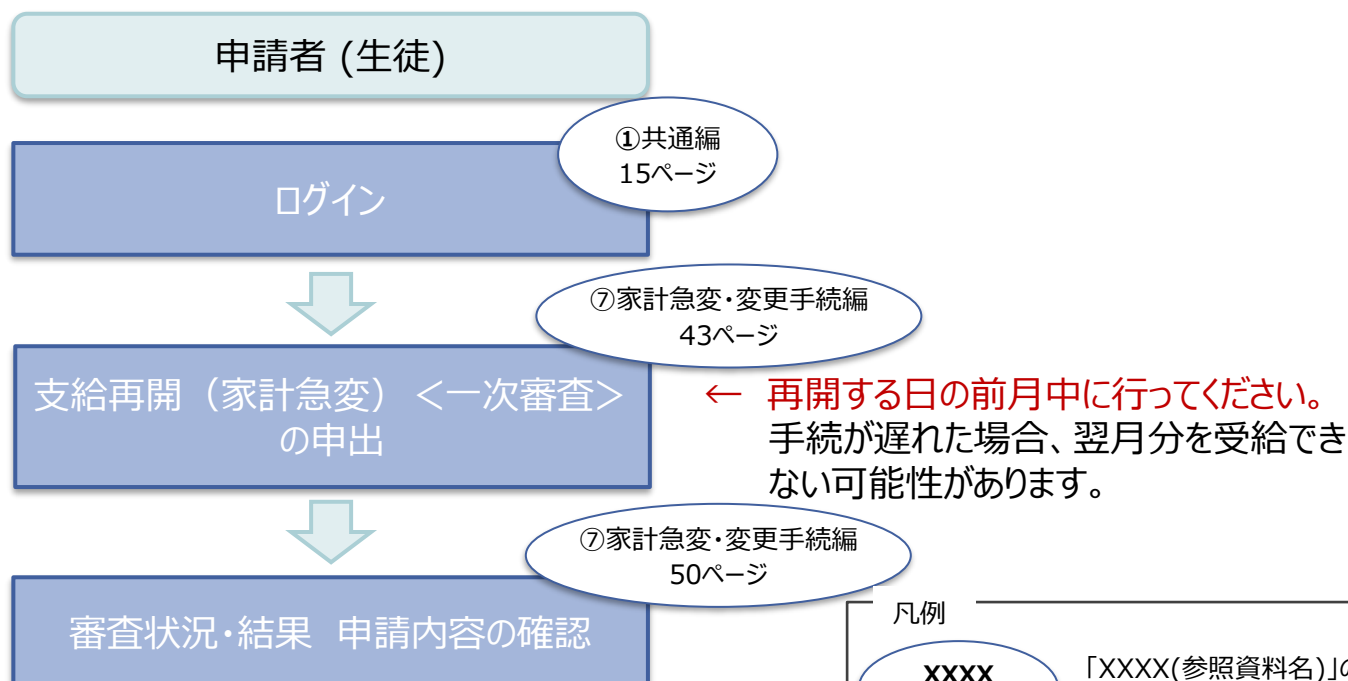 申請者 (生徒)
①共通編
15ページ
ログイン
⑦家計急変・変更手続編
43ページ
支給再開（家計急変）＜一次審査＞
の申出
← 再開する日の前月中に行ってください。
手続が遅れた場合、翌月分を受給でき
ない可能性があります。
⑦家計急変・変更手続編
50ページ
審査状況・結果 申請内容の確認
凡例
XXXX
「XXXX(参照資料名)」の